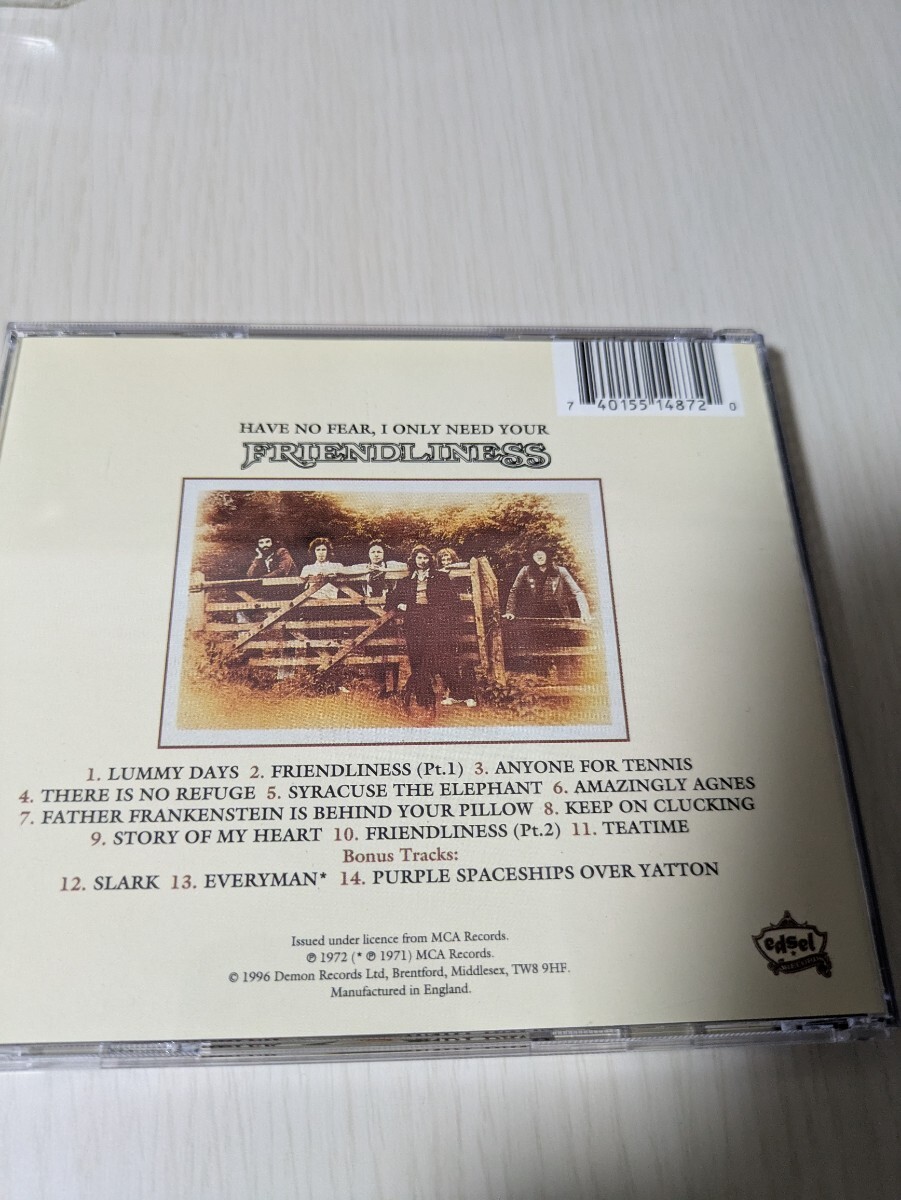 7 40155 14872 0
HAVE NO FEAR, I ONLY NEED YOUR
FRIENDLINESS
1. LUMMY DAYS 2. FRIENDLINESS (Pt.1) 3. ANYONE FOR TENNIS
4. THERE IS NO REFUGE 5. SYRACUSE THE ELEPHANT 6. AMAZINGLY AGNES
7. FATHER FRANKENSTEIN IS BEHIND YOUR PILLOW 8. KEEP ON CLUCKING
9. STORY OF MY HEART 10. FRIENDLINESS (Pt.2) 11. TEATIME
Bonus Tracks:
12. SLARK 13. EVERYMAN* 14. PURPLE SPACESHIPS OVER YATTON
Issued under licence from MCA Records.
℗ 1972 (* ℗ 1971) MCA Records.
© 1996 Demon Records Ltd, Brentford, Middlesex, TW8 9HF.
Manufactured in England.
edsel
RECORDS